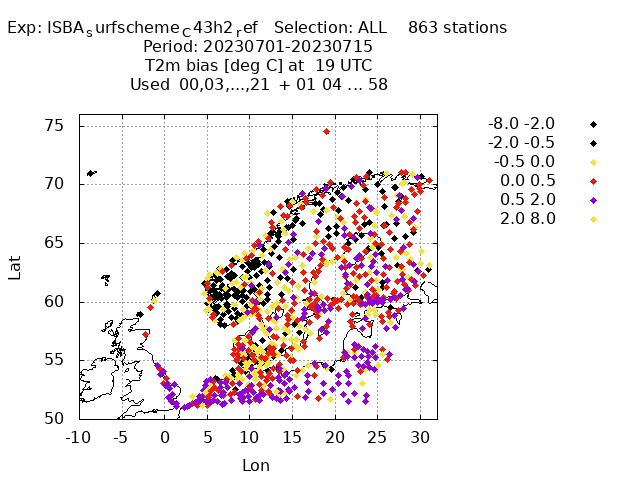 Exp: ISBAsurfschemeC43h2ref Selection: ALL 863 stations
Period: 20230701-20230715
T2m bias [deg C] at 19 UTC
Used 00,03,...,21 + 01 04 ... 58
75
70
65
60
55
50
-10 -5 0 5 10 15 20 25 30
Lat
Lon
-8.0 -2.0
-2.0 -0.5
-0.5 0.0
0.0 0.5
0.5 2.0
2.0 8.0